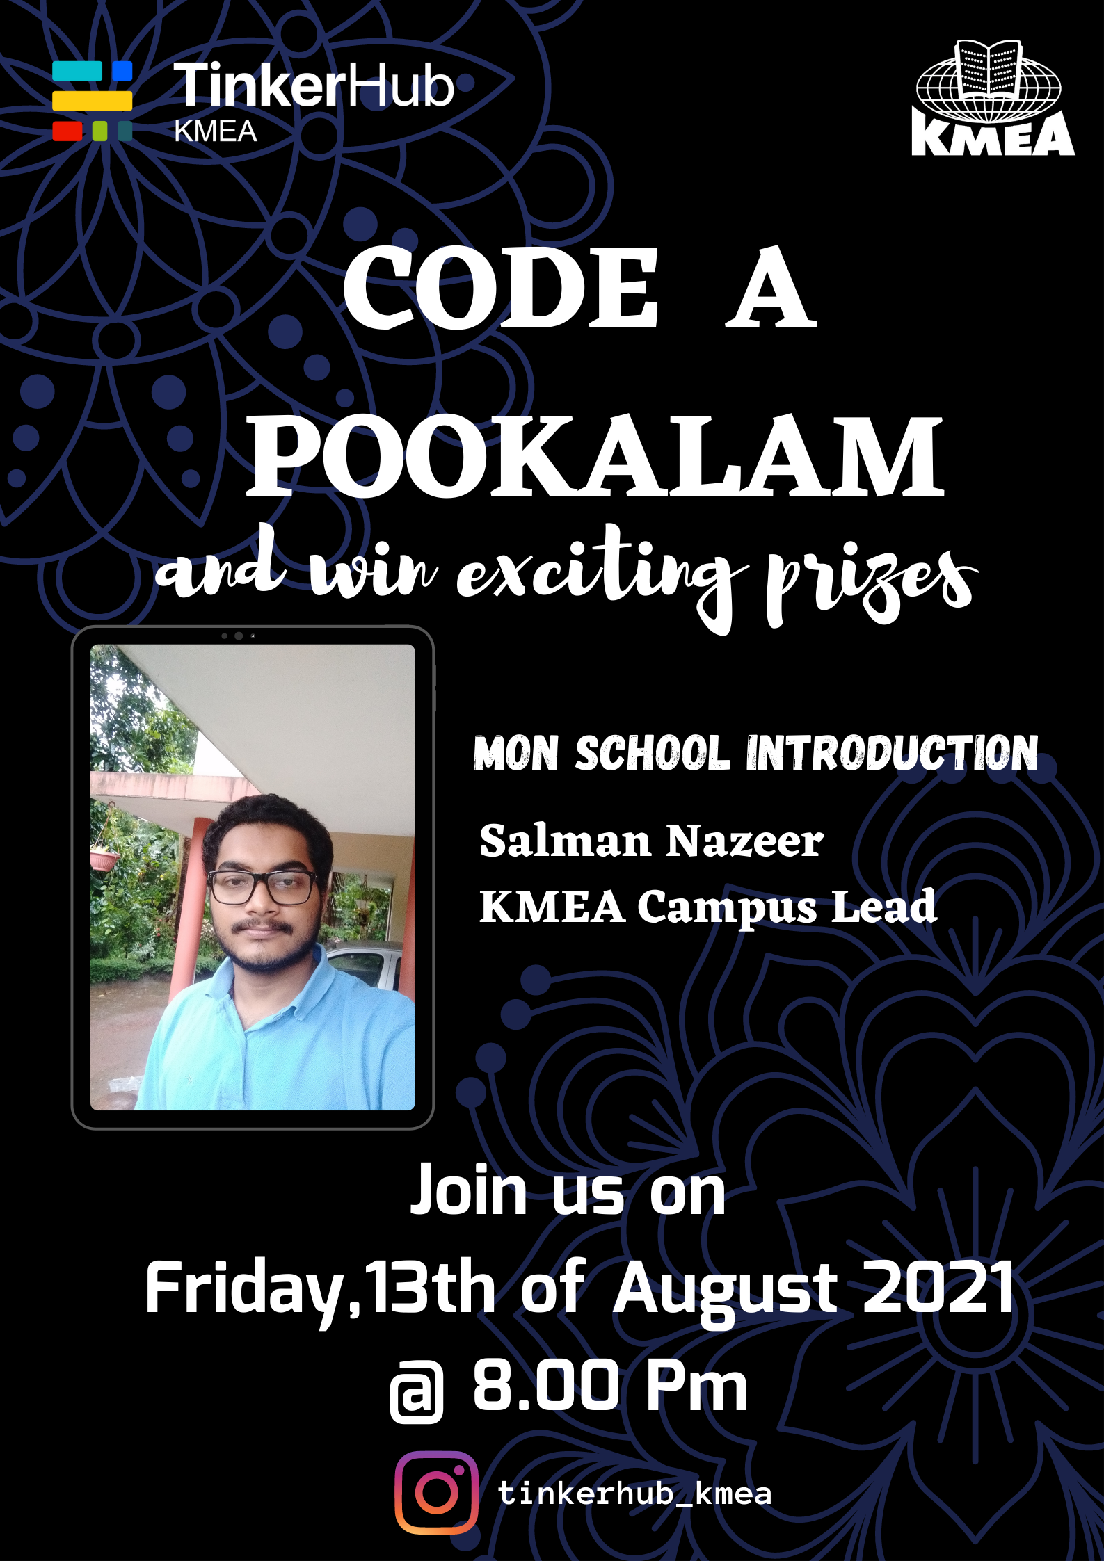 TinkerHub
KMEA
KMEA
CODE A
POOKALAM
and win exciting prizes
MON SCHOOL INTRODUCTION
Salman Nazeer
KMEA Campus Lead
Join us on
Friday,13th of August 2021
@ 8.00 Pm
tinkerhub_kmea